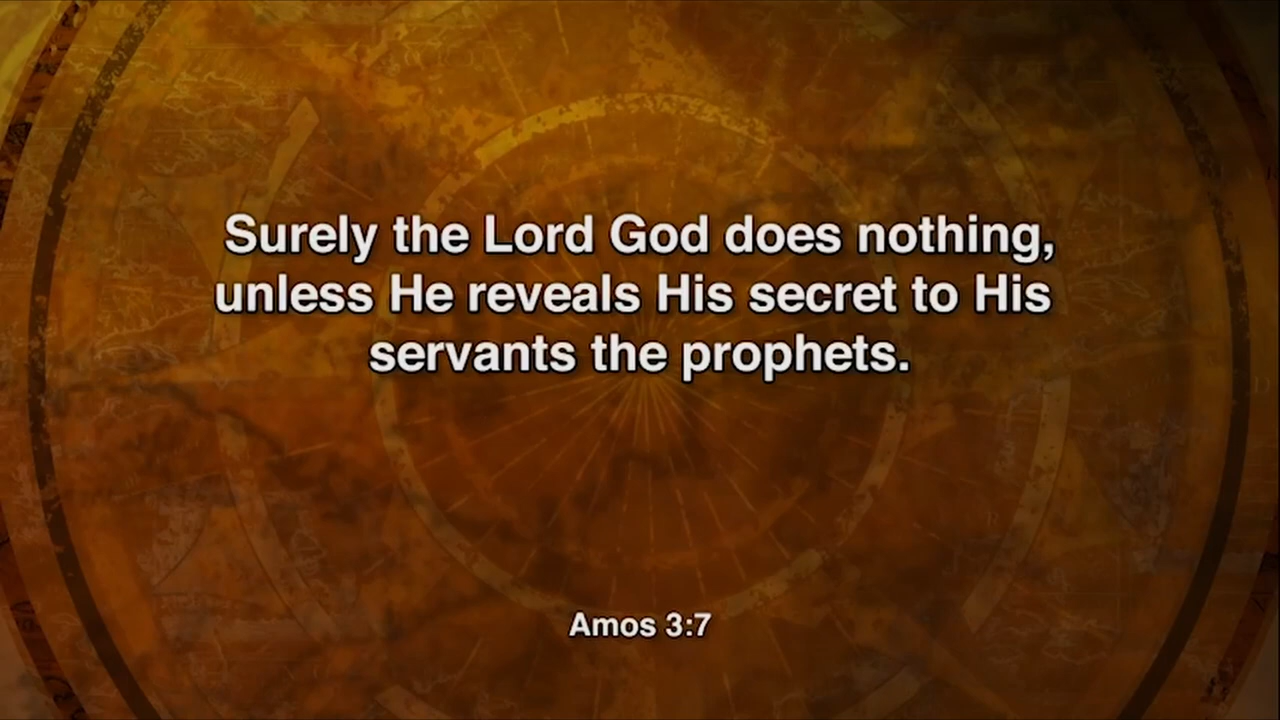 Surely the Lord God does nothing,
unless He reveals His secret to His
servants the prophets.
Amos 3:7